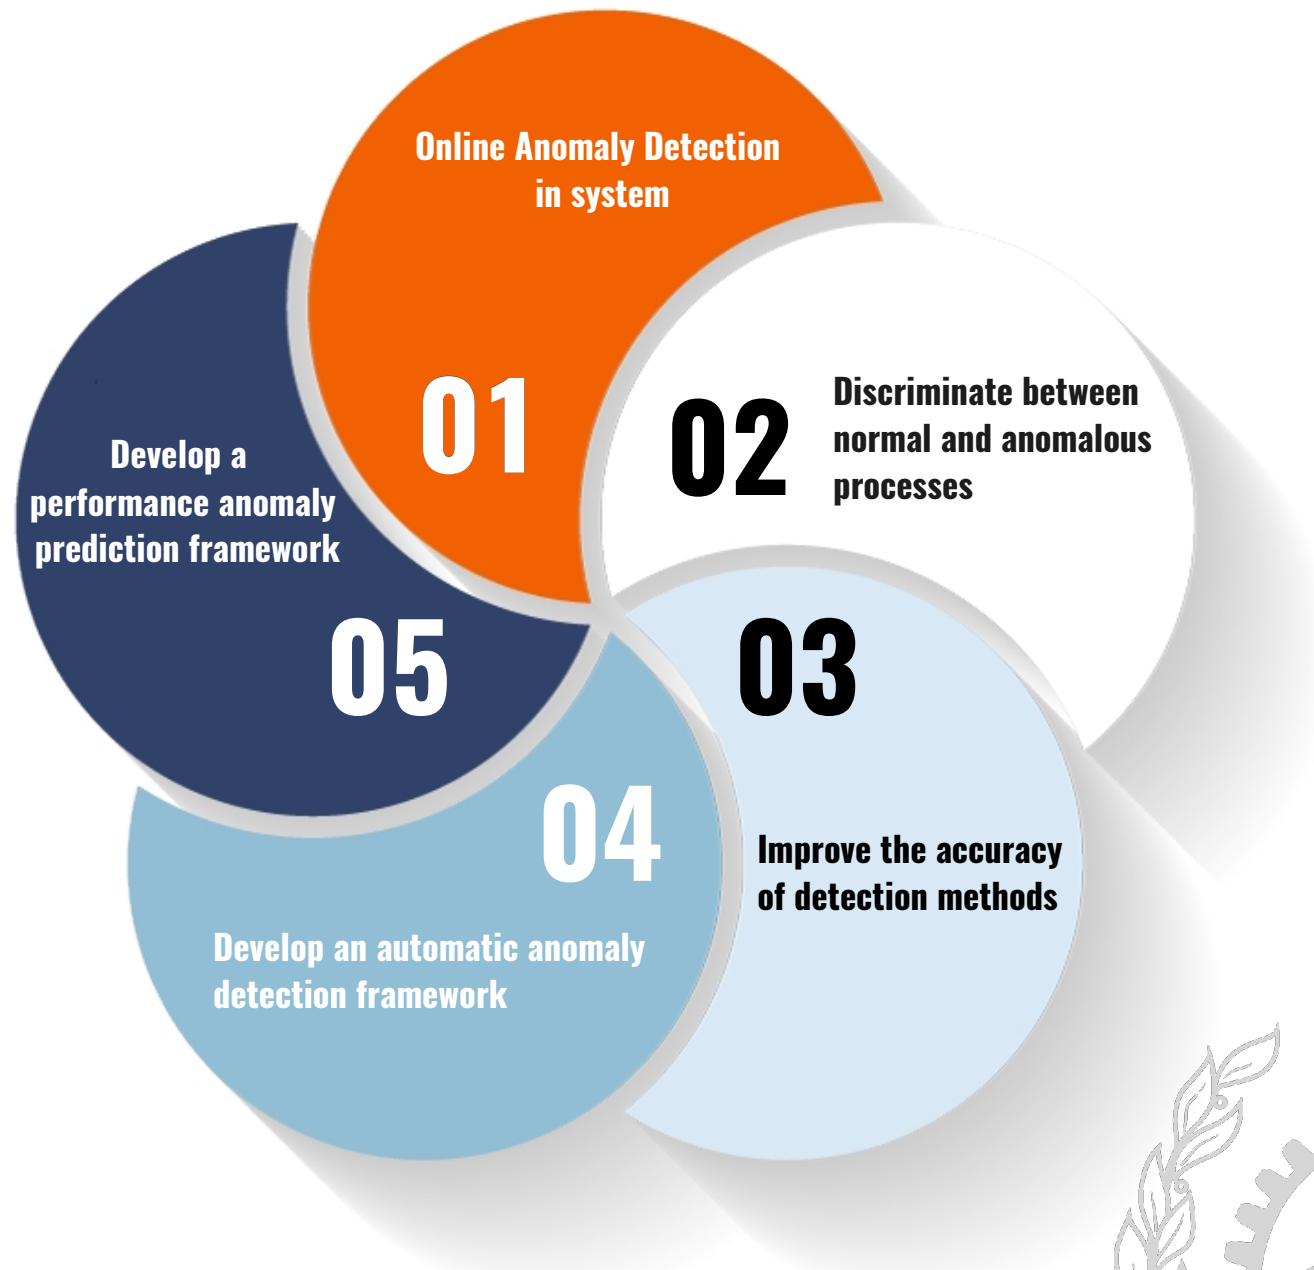 Online Anomaly Detection
in system
01
02
Discriminate between
normal and anomalous
processes
03
Improve the accuracy
of detection methods
04
Develop an automatic anomaly
detection framework
Develop a
performance anomaly
prediction framework
05